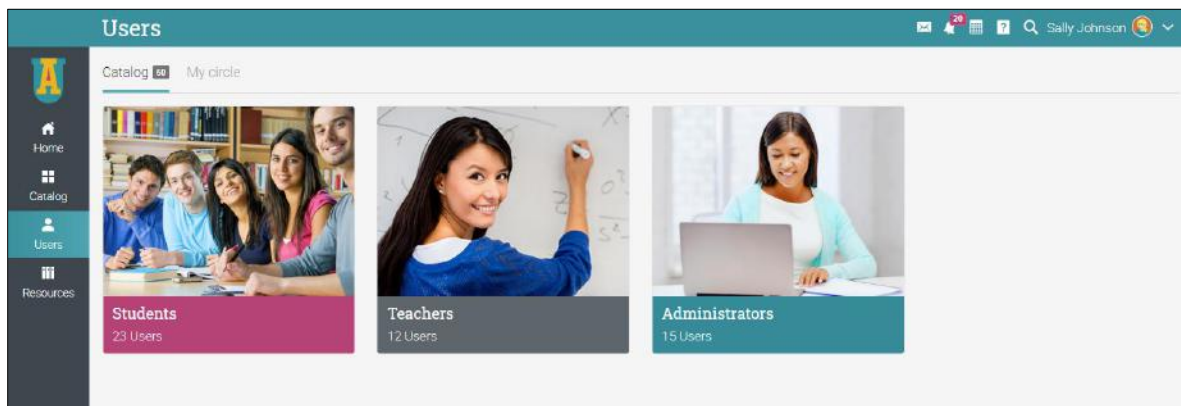 Users
20
?
Sally Johnson
Catalog 50
My circle
A
Home
Catalog
Users
Resources
Students
23 Users
Teachers
12 Users
Administrators
15 Users